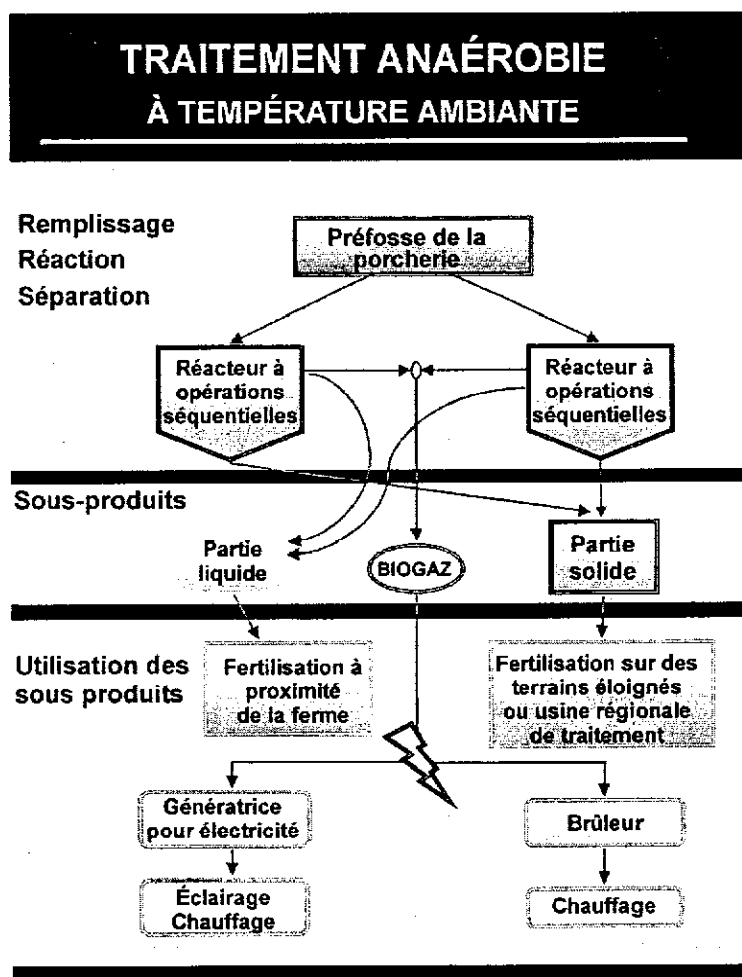 TRAITEMENT ANAÉROBIE
À TEMPÉRATURE AMBIANTE
Remplissage
Réaction
Séparation
Préfosse de la
porcherie
Réacteur à
opérations
séquentielles
Réacteur à
opérations
séquentielles
Sous-produits
Partie
liquide
BIOGAZ
Partie
solide
Utilisation des
sous produits
Fertilisation à
proximité
de la ferme
Fertilisation sur des
terrains éloignés
ou usine régionale
de traitement
Génératrice
pour électricité
Brûleur
Éclairage
Chauffage
Chauffage